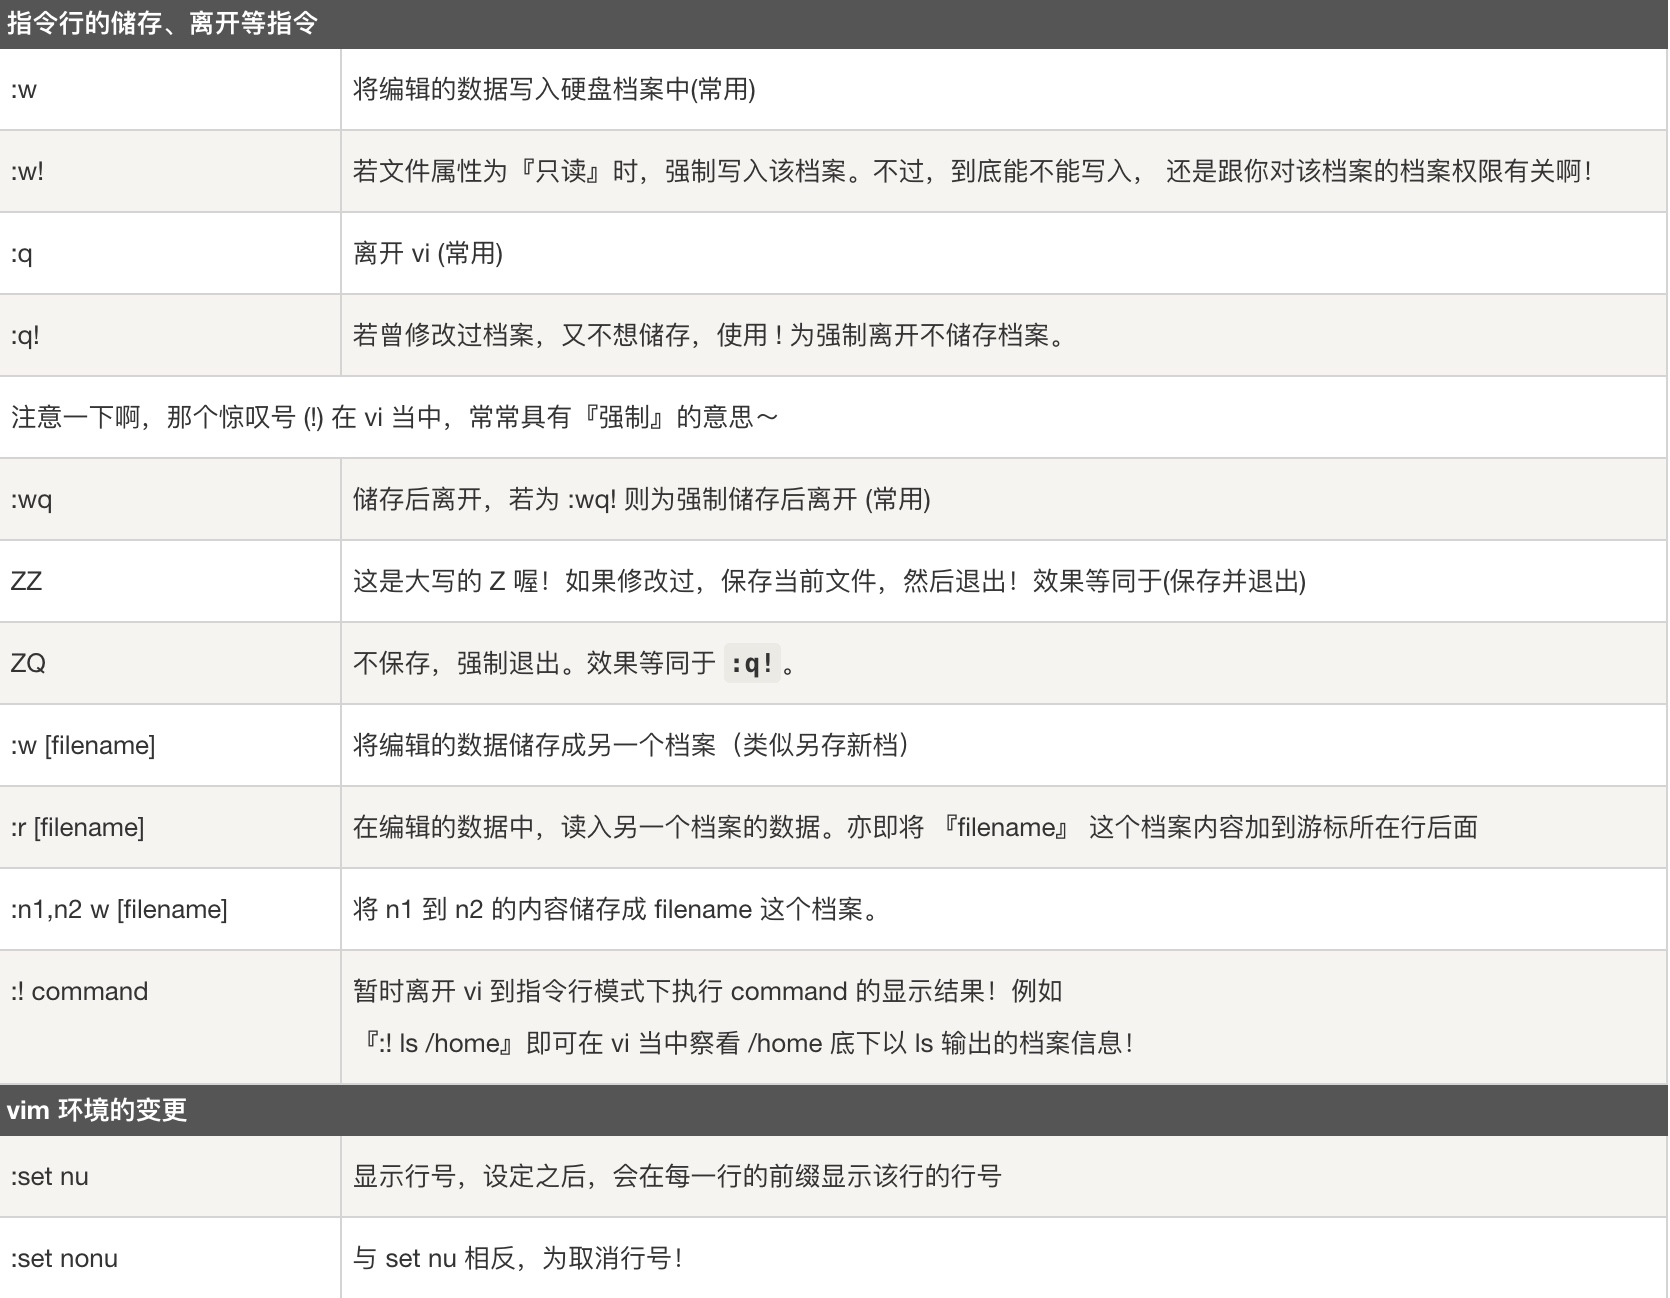 指令行的储存、离开等指令
:w 将编辑的数据写入硬盘档案中(常用)
:w! 若文件属性为『只读』时，强制写入该档案。不过，到底能不能写入， 还是跟你对该档案的档案权限有关啊！
:q 离开 vi (常用)
:q! 若曾修改过档案，又不想储存，使用 ! 为强制离开不储存档案。
注意一下啊，那个惊叹号 (!) 在 vi 当中，常常具有『强制』的意思～
:wq 储存后离开，若为 :wq! 则为强制储存后离开 (常用)
ZZ 这是大写的 Z 喔！如果修改过，保存当前文件，然后退出！效果等同于(保存并退出)
ZQ 不保存，强制退出。效果等同于 :q!。
:w [filename] 将编辑的数据储存成另一个档案（类似另存新档）
:r [filename] 在编辑的数据中，读入另一个档案的数据。亦即将 『filename』 这个档案内容加到游标所在行后面
:n1,n2 w [filename] 将 n1 到 n2 的内容储存成 filename 这个档案。
:! command 暂时离开 vi 到指令行模式下执行 command 的显示结果！例如
『:! ls /home』即可在 vi 当中察看 /home 底下以 ls 输出的档案信息！
vim 环境的变更
:set nu 显示行号，设定之后，会在每一行的前缀显示该行的行号
:set nonu 与 set nu 相反，为取消行号！